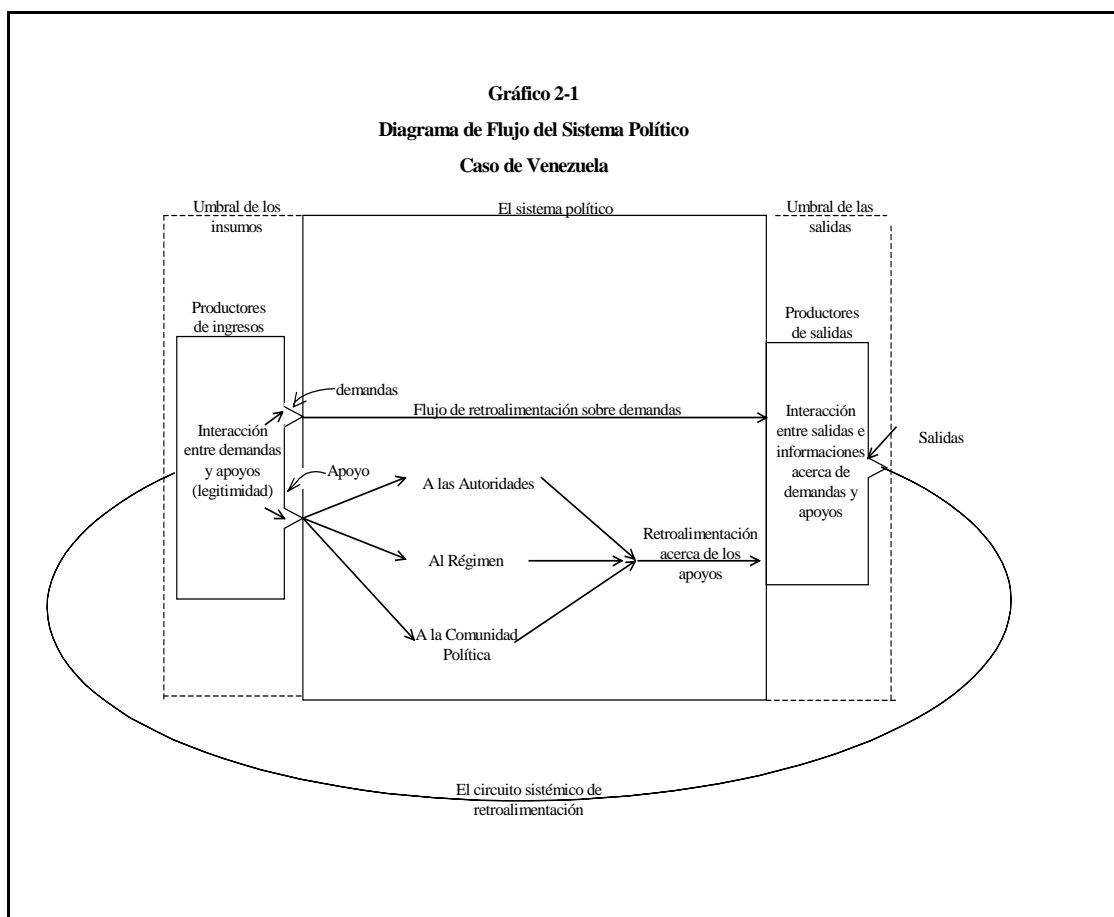 Gráfico 2-1
Diagrama de Flujo del Sistema Político
Caso de Venezuela
Umbral de los
insumos
El sistema político
Umbral de las
salidas
Productores
de ingresos
Productores
de salidas
demandas
Flujo de retroalimentación sobre demandas
Interacción
entre demandas
y apoyos
(legitimidad)
Apoyo
A las Autoridades
Al Régimen
A la Comunidad
Política
Retroalimentación
acerca de los
apoyos
Interacción
entre salidas e
informaciones
acerca de
demandas y
apoyos
Salidas
El circuito sistémico de
retroalimentación